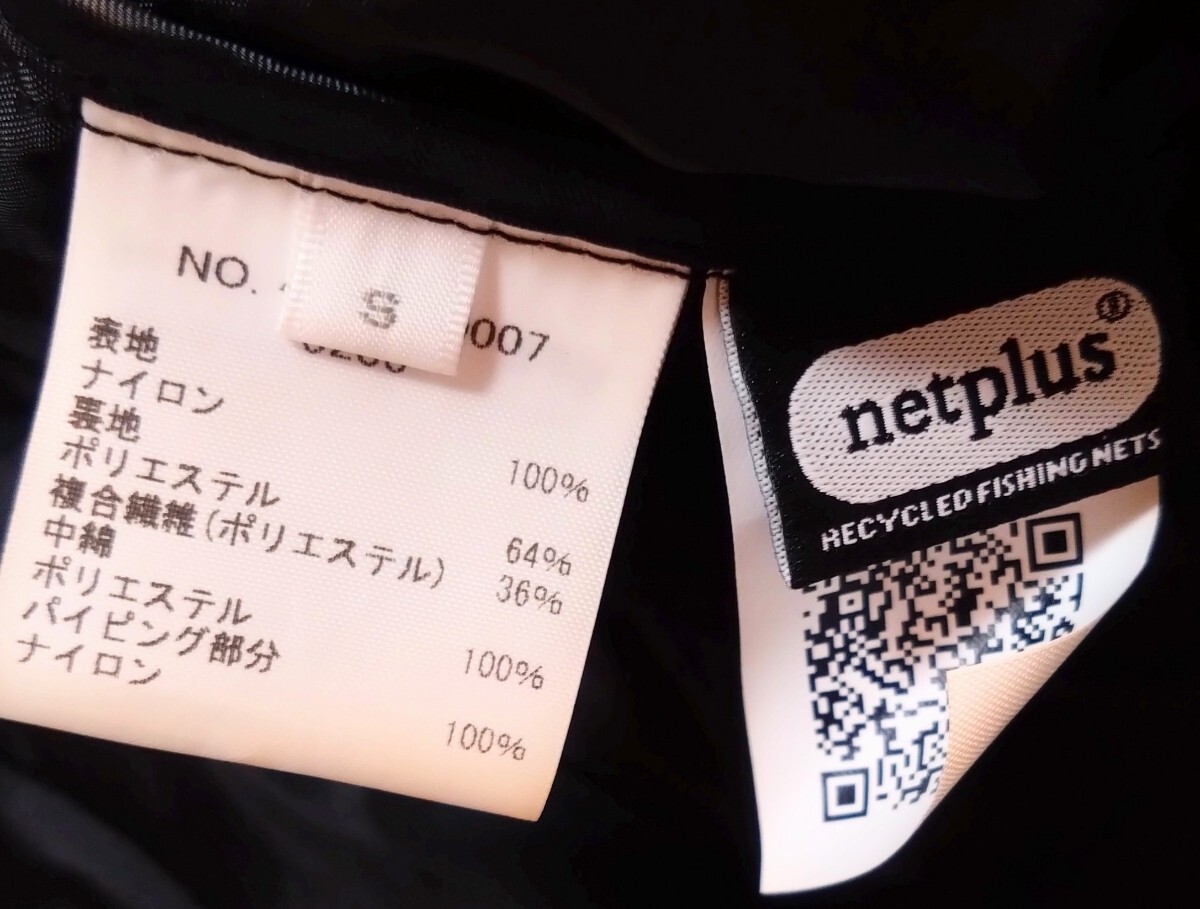 NO.
S
0007
表地
ナイロン 100%
裏地
ポリエステル 64%
複合繊維(ポリエステル) 36%
中綿
ポリエステル 100%
パイピング部分
ナイロン 100%
netplus®
RECYCLED FISHING NETS